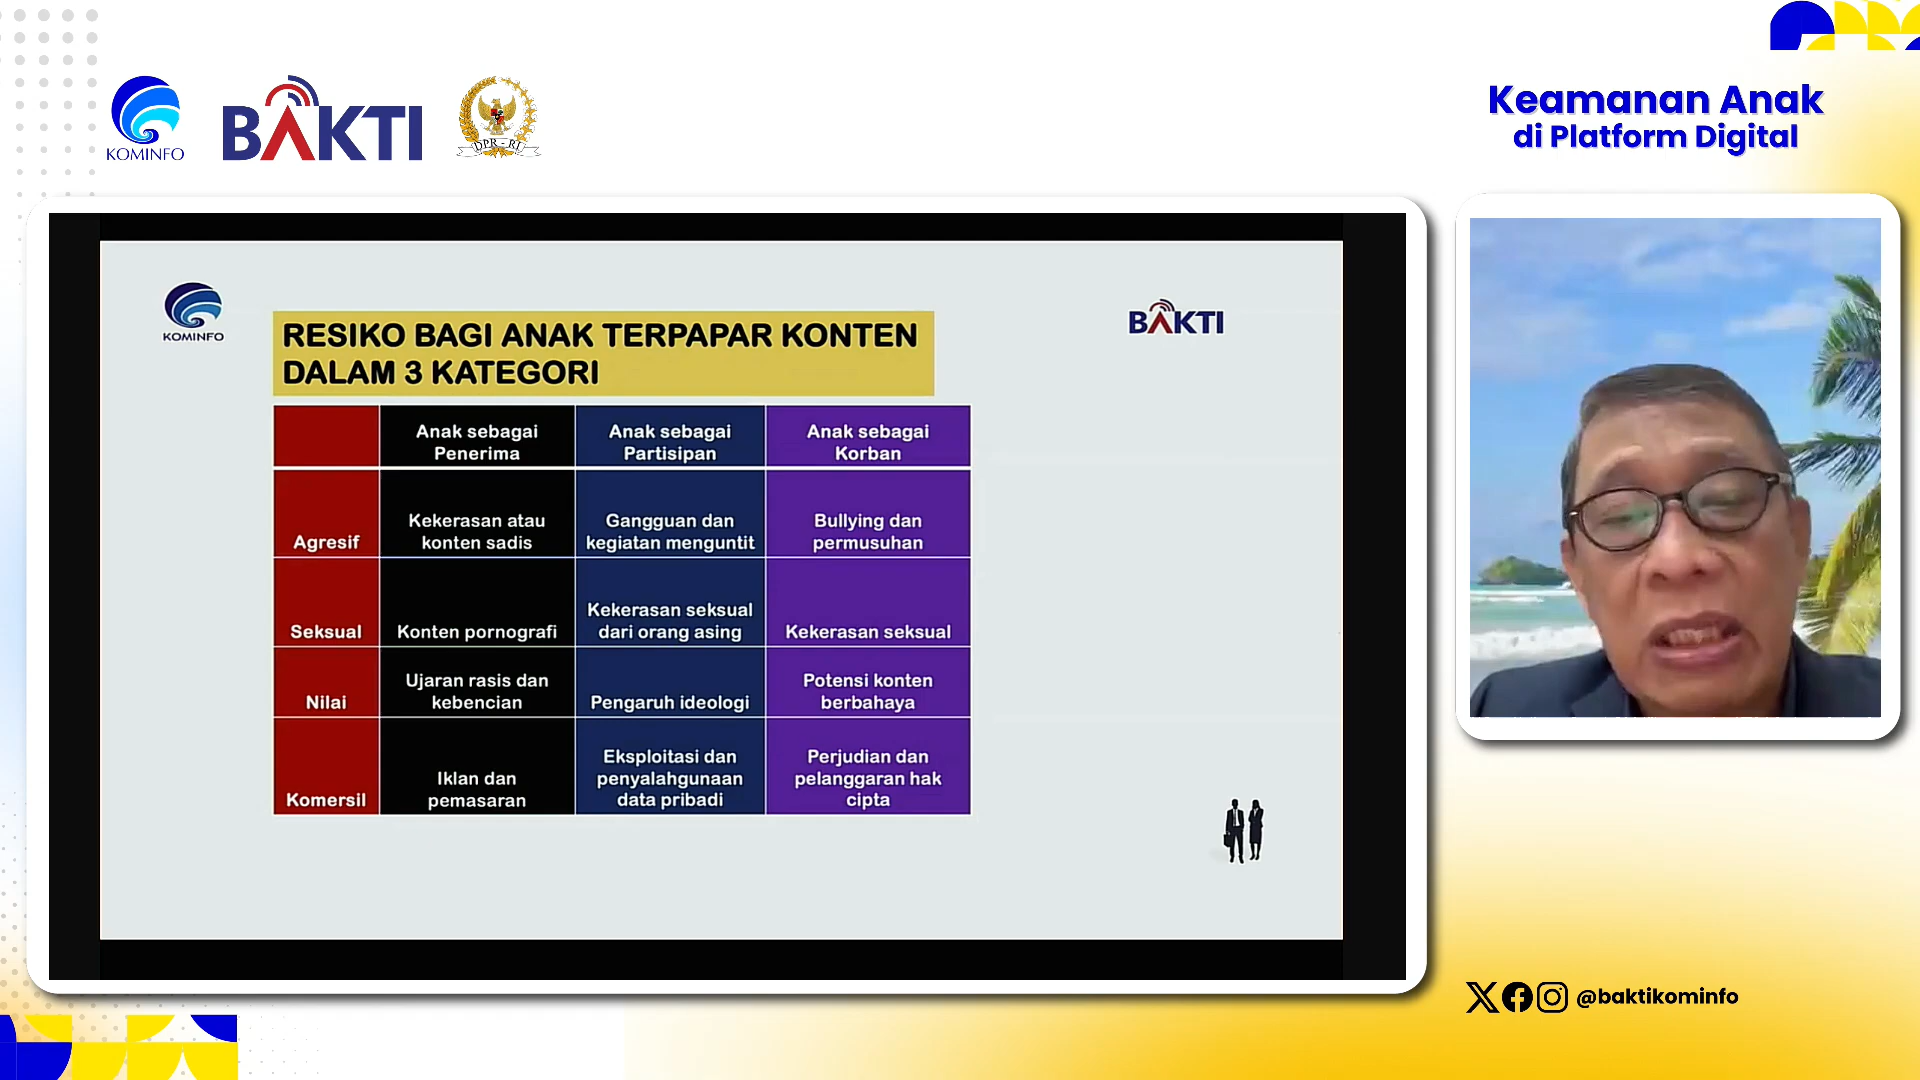 KOMINFO
BAKTI
DPR - RI
Keamanan Anak
di Platform Digital
KOMINFO
BAKTI
RESIKO BAGI ANAK TERPAPAR KONTEN
DALAM 3 KATEGORI
Anak sebagai
Penerima
Anak sebagai
Partisipan
Anak sebagai
Korban
Agresif
Kekerasan atau
konten sadis
Gangguan dan
kegiatan menguntit
Bullying dan
permusuhan
Seksual
Konten pornografi
Kekerasan seksual
dari orang asing
Kekerasan seksual
Nilai
Ujaran rasis dan
kebencian
Pengaruh ideologi
Potensi konten
berbahaya
Komersil
Iklan dan
pemasaran
Eksploitasi dan
penyalahgunaan
data pribadi
Perjudian dan
pelanggaran hak
cipta
@baktikominfo